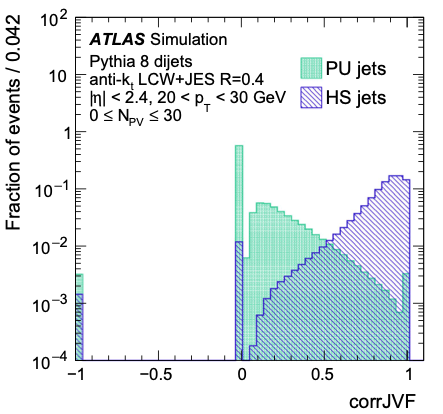 ATLAS Simulation
Pythia 8 dijets
anti-kt LCW+JES R=0.4
|η| < 2.4, 20 < pT < 30 GeV
0 ≤ NPV ≤ 30
PU jets
HS jets
Fraction of events / 0.042
10²
10
1
10⁻¹
10⁻²
10⁻³
10⁻⁴
−1 −0.5 0 0.5 1
corrJVF